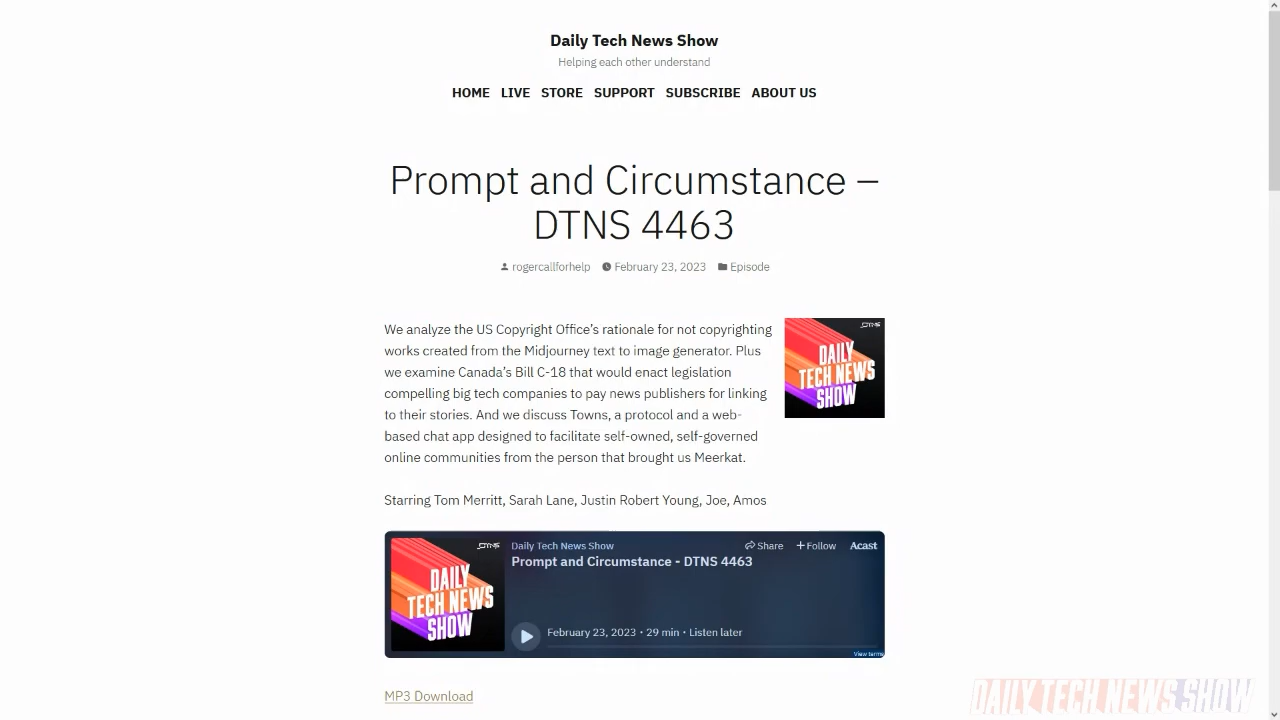 Daily Tech News Show
Helping each other understand
HOME LIVE STORE SUPPORT SUBSCRIBE ABOUT US
Prompt and Circumstance –
DTNS 4463
rogercallforhelp February 23, 2023 Episode
We analyze the US Copyright Office’s rationale for not copyrighting
works created from the Midjourney text to image generator. Plus
we examine Canada’s Bill C-18 that would enact legislation
compelling big tech companies to pay news publishers for linking
to their stories. And we discuss Towns, a protocol and a web-
based chat app designed to facilitate self-owned, self-governed
online communities from the person that brought us Meerkat.
DTNS
DAILY
TECH NEWS
SHOW
Starring Tom Merritt, Sarah Lane, Justin Robert Young, Joe, Amos
DTNS
DAILY
TECH NEWS
SHOW
Daily Tech News Show
Share Follow Acast
Prompt and Circumstance - DTNS 4463
February 23, 2023 • 29 min • Listen later
View terms
MP3 Download
DAILY TECH NEWS SHOW